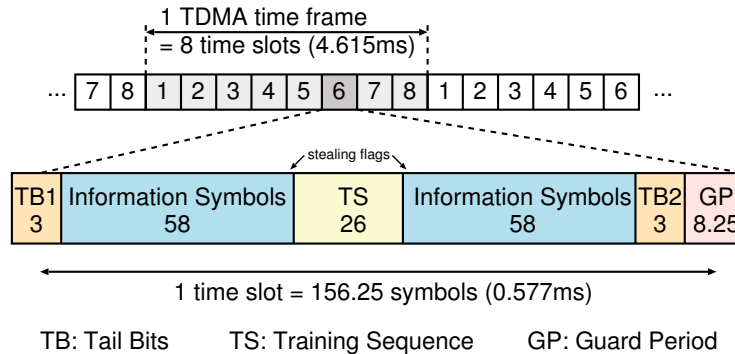 1 TDMA time frame
= 8 time slots (4.615ms)
... 7 8 1 2 3 4 5 6 7 8 1 2 3 4 5 6 ...
stealing flags
TB1 Information Symbols TS Information Symbols TB2 GP
3 58 26 58 3 8.25
1 time slot = 156.25 symbols (0.577ms)
TB: Tail Bits TS: Training Sequence GP: Guard Period